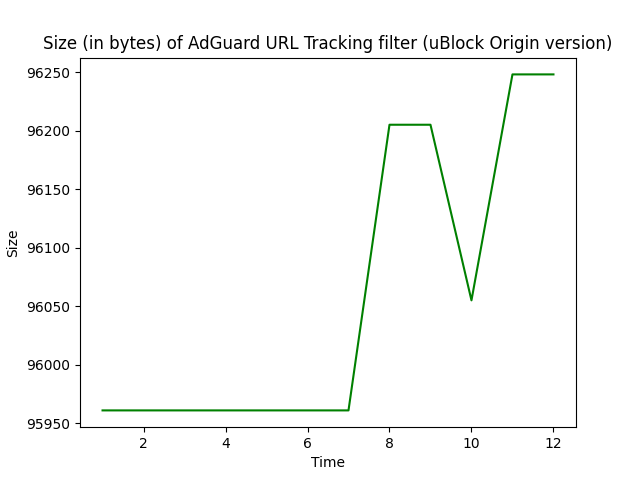 Size (in bytes) of AdGuard URL Tracking filter (uBlock Origin version)
96250
96200
96150
96100
96050
96000
95950
Size
2 4 6 8 10 12
Time